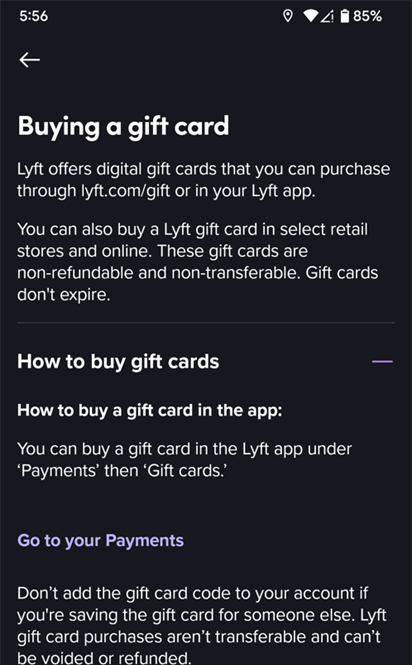 5:56
85%
Buying a gift card
Lyft offers digital gift cards that you can purchase
through lyft.com/gift or in your Lyft app.
You can also buy a Lyft gift card in select retail
stores and online. These gift cards are
non-refundable and non-transferable. Gift cards
don't expire.
How to buy gift cards
How to buy a gift card in the app:
You can buy a gift card in the Lyft app under
‘Payments’ then ‘Gift cards.’
Go to your Payments
Don’t add the gift card code to your account if
you're saving the gift card for someone else. Lyft
gift card purchases aren’t transferable and can’t
be voided or refunded.